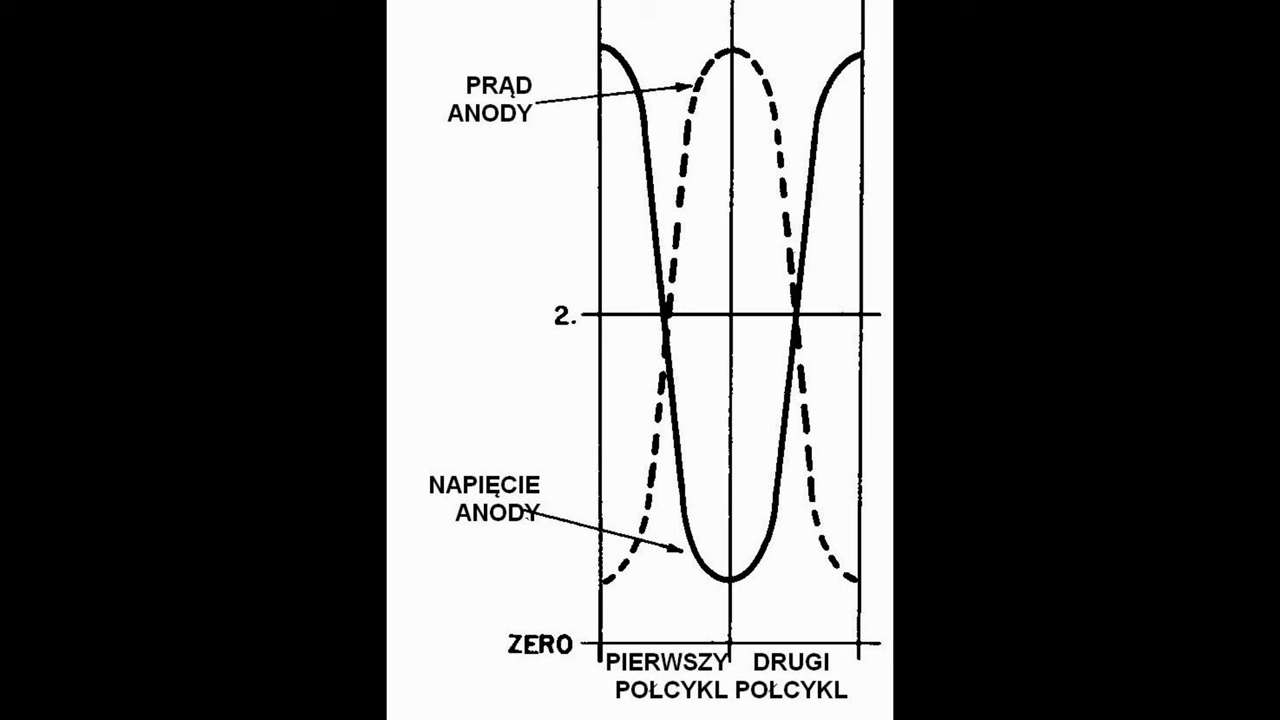 PRĄD
ANODY
2.
NAPIĘCIE
ANODY
ZERO
PIERWSZY DRUGI
POŁCYKL POŁCYKL